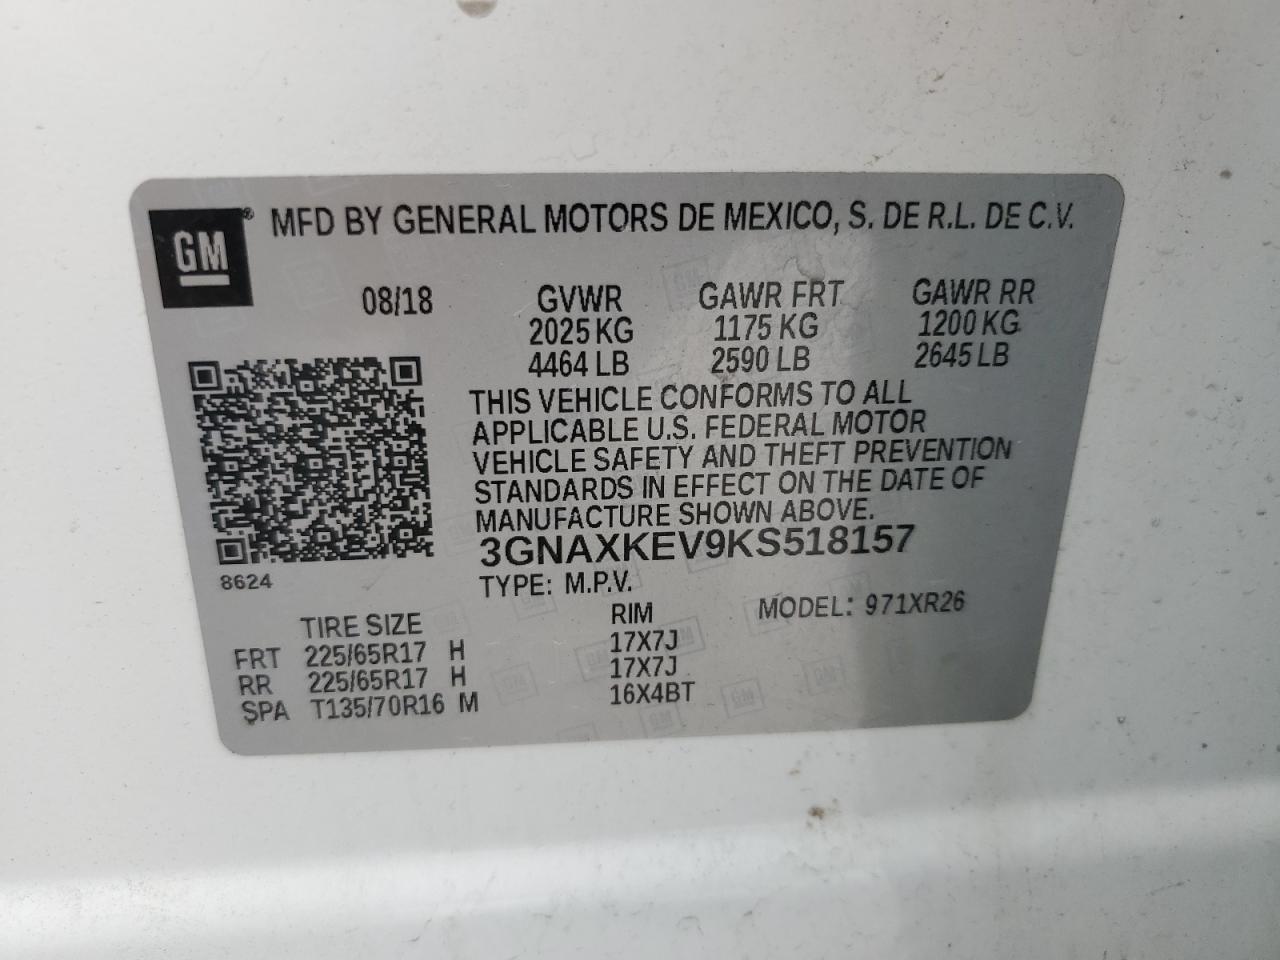 GM® MFD BY GENERAL MOTORS DE MEXICO, S. DE R.L. DE C.V.
08/18 GVWR GAWR FRT GAWR RR
2025 KG 1175 KG 1200 KG
4464 LB 2590 LB 2645 LB
THIS VEHICLE CONFORMS TO ALL
APPLICABLE U.S. FEDERAL MOTOR
VEHICLE SAFETY AND THEFT PREVENTION
STANDARDS IN EFFECT ON THE DATE OF
MANUFACTURE SHOWN ABOVE.
3GNAXKEV9KS518157
8624
TYPE: M.P.V.
MODEL: 971XR26
TIRE SIZE RIM
FRT 225/65R17 H 17X7J
RR 225/65R17 H 17X7J
SPA T135/70R16 M 16X4BT